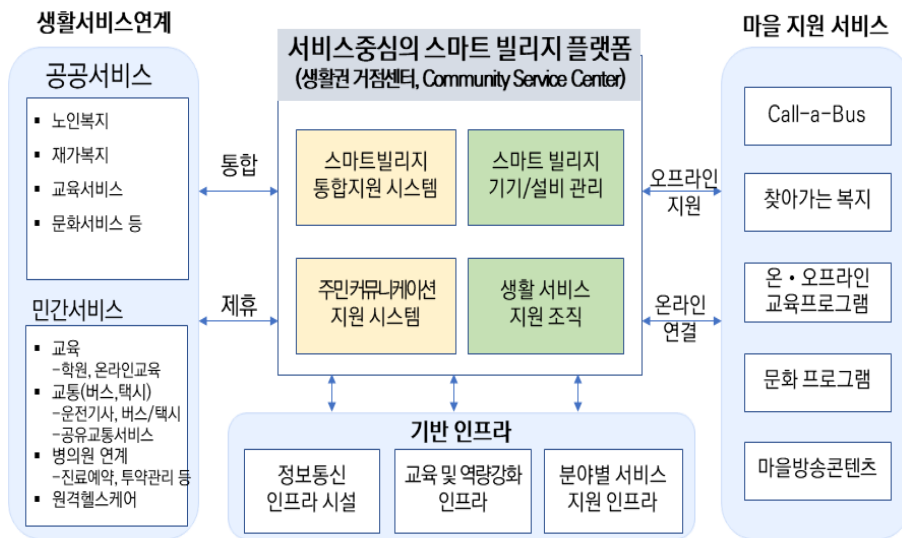 생활서비스연계
공공서비스
▪ 노인복지
▪ 재가복지
▪ 교육서비스
▪ 문화서비스 등
민간서비스
▪ 교육
-학원, 온라인교육
▪ 교통(버스,택시)
-운전기사, 버스/택시
-공유교통서비스
▪ 병의원 연계
-진료예약, 투약관리 등
▪ 원격헬스케어
통합
제휴
서비스중심의 스마트 빌리지 플랫폼
(생활권 거점센터, Community Service Center)
스마트빌리지
통합지원 시스템
스마트 빌리지
기기/설비 관리
주민커뮤니케이션
지원 시스템
생활 서비스
지원 조직
오프라인
지원
온라인
연결
기반 인프라
정보통신
인프라 시설
교육 및 역량강화
인프라
분야별 서비스
지원 인프라
마을 지원 서비스
Call-a-Bus
찾아가는 복지
온・오프라인
교육프로그램
문화 프로그램
마을방송콘텐츠